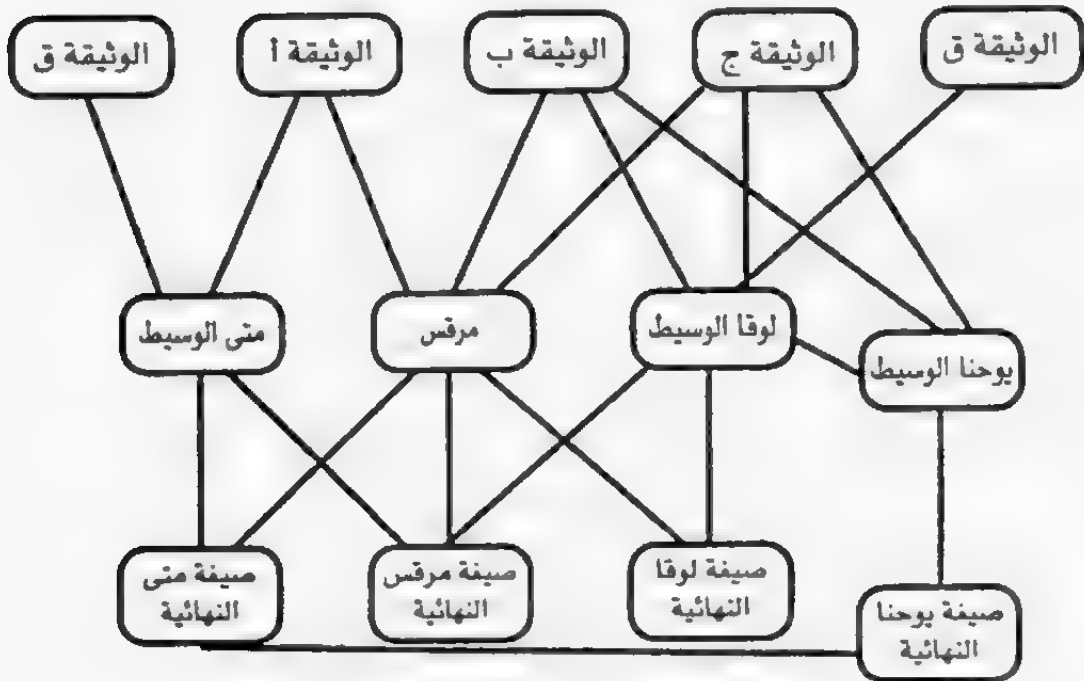 الوثيقة ق
الوثيقة أ
الوثيقة ب
الوثيقة ج
الوثيقة ق
متى الوسيط
مرقس
لوقا الوسيط
يوحنا الوسيط
صيغة متى
النهائية
صيغة مرقس
النهائية
صيغة لوقا
النهائية
صيغة يوحنا
النهائية